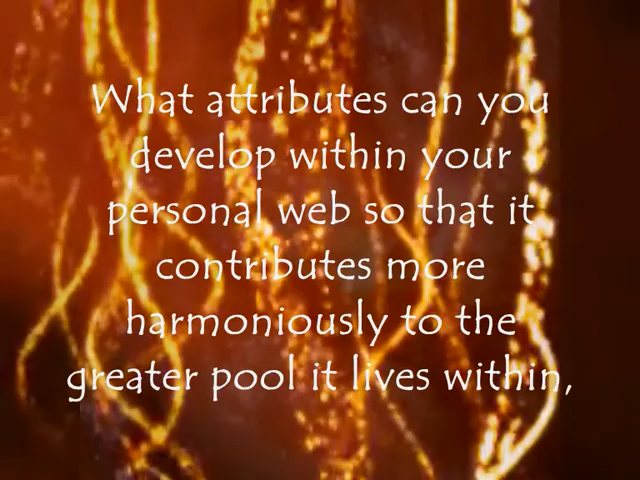 What attributes can you
develop within your
personal web so that it
contributes more
harmoniously to the
greater pool it lives within,